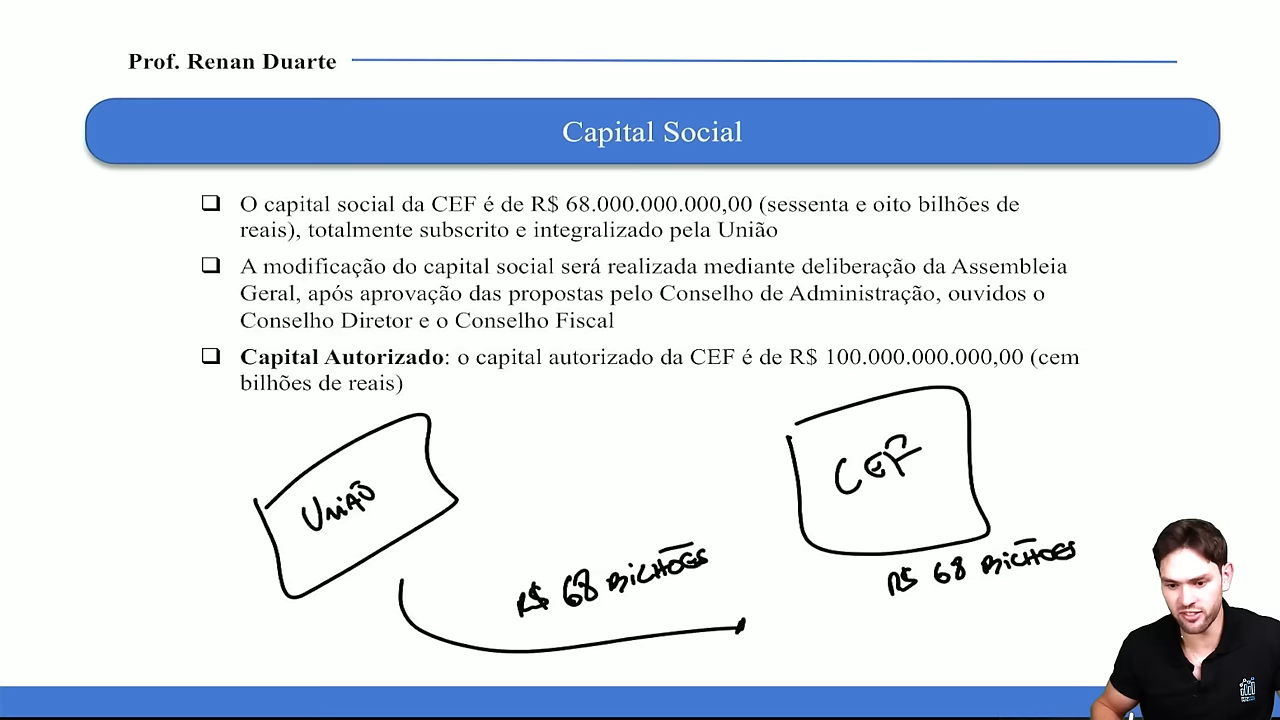 Prof. Renan Duarte
Capital Social
O capital social da CEF é de R$ 68.000.000.000,00 (sessenta e oito bilhões de
reais), totalmente subscrito e integralizado pela União
A modificação do capital social será realizada mediante deliberação da Assembleia
Geral, após aprovação das propostas pelo Conselho de Administração, ouvidos o
Conselho Diretor e o Conselho Fiscal
Capital Autorizado: o capital autorizado da CEF é de R$ 100.000.000.000,00 (cem
bilhões de reais)
UNIÃO
CEF
R$ 68 BILHÕES
R$ 68 BILHÕES